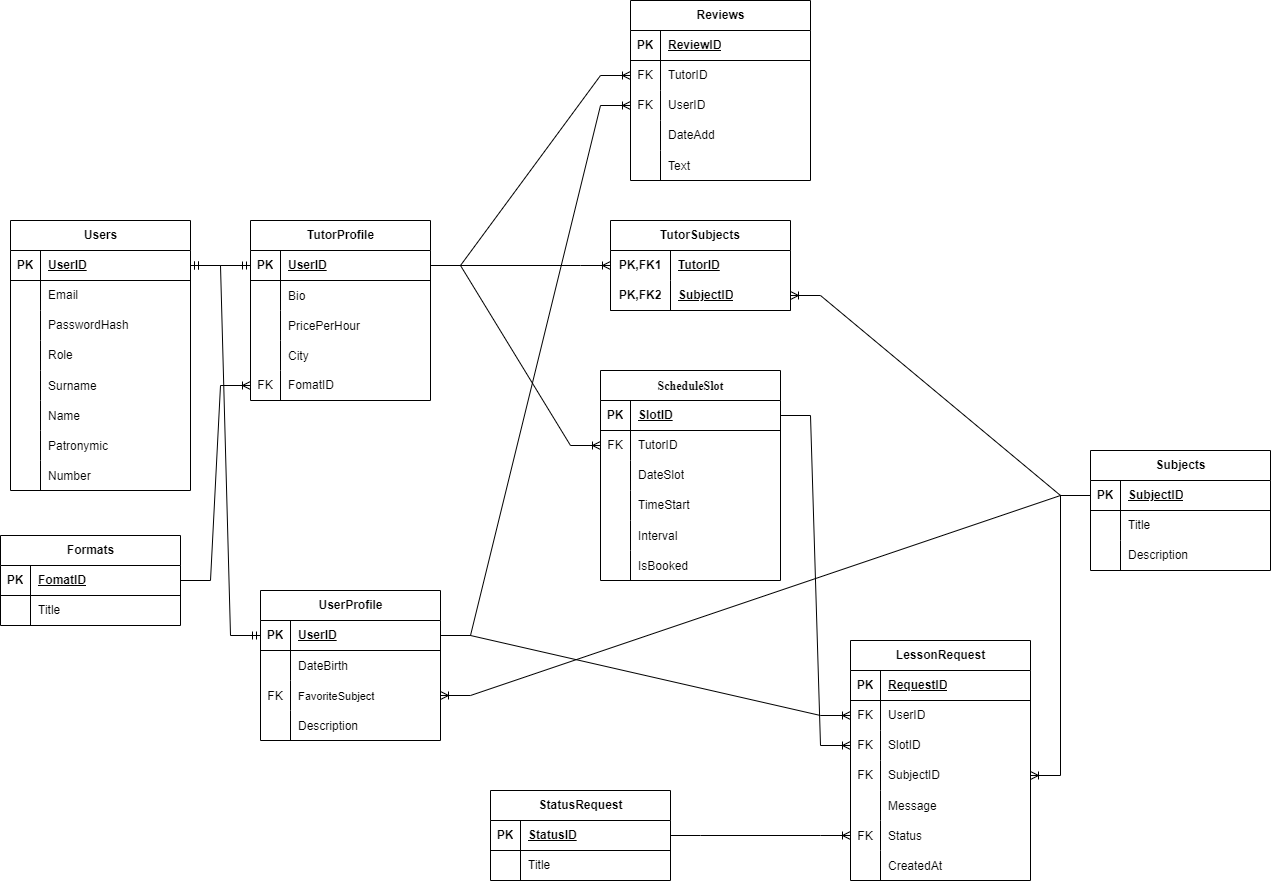 Reviews
PK ReviewID
FK TutorID
FK UserID
DateAdd
Text
Users
PK UserID
Email
PasswordHash
Role
Surname
Name
Patronymic
Number
TutorProfile
PK UserID
Bio
PricePerHour
City
FK FomatID
TutorSubjects
PK,FK1 TutorID
PK,FK2 SubjectID
ScheduleSlot
PK SlotID
FK TutorID
DateSlot
TimeStart
Interval
IsBooked
Subjects
PK SubjectID
Title
Description
Formats
PK FomatID
Title
UserProfile
PK UserID
DateBirth
FK FavoriteSubject
Description
LessonRequest
PK RequestID
FK UserID
FK SlotID
FK SubjectID
Message
FK Status
CreatedAt
StatusRequest
PK StatusID
Title